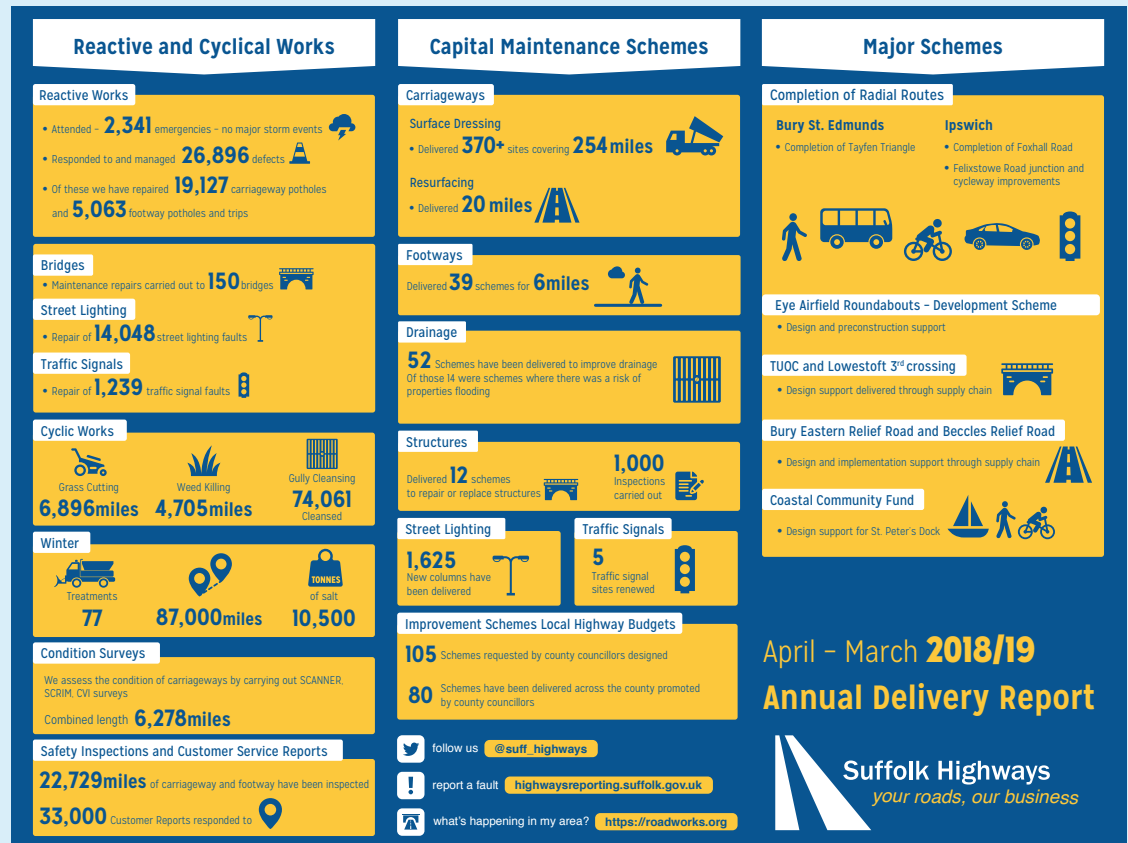 Reactive and Cyclical Works
Reactive Works
• Attended – 2,341 emergencies – no major storm events
• Responded to and managed 26,896 defects
• Of these we have repaired 19,127 carriageway potholes
and 5,063 footway potholes and trips
Bridges
• Maintenance repairs carried out to 150 bridges
Street Lighting
• Repair of 14,048 street lighting faults
Traffic Signals
• Repair of 1,239 traffic signal faults
Cyclic Works
Grass Cutting
6,896miles
Weed Killing
4,705miles
Gully Cleansing
74,061
Cleansed
Winter
Treatments
77
87,000miles
TONNES
of salt
10,500
Condition Surveys
We assess the condition of carriageways by carrying out SCANNER,
SCRIM, CVI surveys
Combined length 6,278miles
Safety Inspections and Customer Service Reports
22,729miles of carriageway and footway have been inspected
33,000 Customer Reports responded to
Capital Maintenance Schemes
Carriageways
Surface Dressing
• Delivered 370+ sites covering 254miles
Resurfacing
• Delivered 20 miles
Footways
Delivered 39 schemes for 6miles
Drainage
52 Schemes have been delivered to improve drainage
Of those 14 were schemes where there was a risk of
properties flooding
Structures
Delivered 12 schemes
to repair or replace structures
1,000
Inspections
carried out
Street Lighting
1,625
New columns have
been delivered
Traffic Signals
5
Traffic signal
sites renewed
Improvement Schemes Local Highway Budgets
105 Schemes requested by county councillors designed
80 Schemes have been delivered across the county promoted
by county councillors
follow us @suff_highways
report a fault highwaysreporting.suffolk.gov.uk
what's happening in my area? https://roadworks.org
Major Schemes
Completion of Radial Routes
Bury St. Edmunds
• Completion of Tayfen Triangle
Ipswich
• Completion of Foxhall Road
• Felixstowe Road junction and
cycleway improvements
Eye Airfield Roundabouts – Development Scheme
• Design and preconstruction support
TUOC and Lowestoft 3rd crossing
• Design support delivered through supply chain
Bury Eastern Relief Road and Beccles Relief Road
• Design and implementation support through supply chain
Coastal Community Fund
• Design support for St. Peter's Dock
April – March 2018/19
Annual Delivery Report
Suffolk Highways
your roads, our business